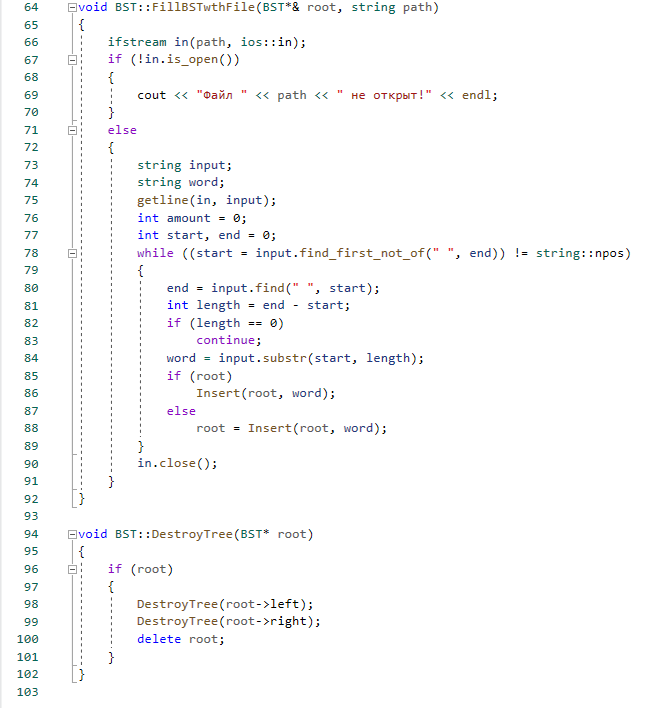 64 void BST::FillBSTwthFile(BST*& root, string path)
65 {
66 ifstream in(path, ios::in);
67 if (!in.is_open())
68 {
69 cout << "Файл " << path << " не открыт!" << endl;
70 }
71 else
72 {
73 string input;
74 string word;
75 getline(in, input);
76 int amount = 0;
77 int start, end = 0;
78 while ((start = input.find_first_not_of(" ", end)) != string::npos)
79 {
80 end = input.find(" ", start);
81 int length = end - start;
82 if (length == 0)
83 continue;
84 word = input.substr(start, length);
85 if (root)
86 Insert(root, word);
87 else
88 root = Insert(root, word);
89 }
90 in.close();
91 }
92 }
93
94 void BST::DestroyTree(BST* root)
95 {
96 if (root)
97 {
98 DestroyTree(root->left);
99 DestroyTree(root->right);
100 delete root;
101 }
102 }
103